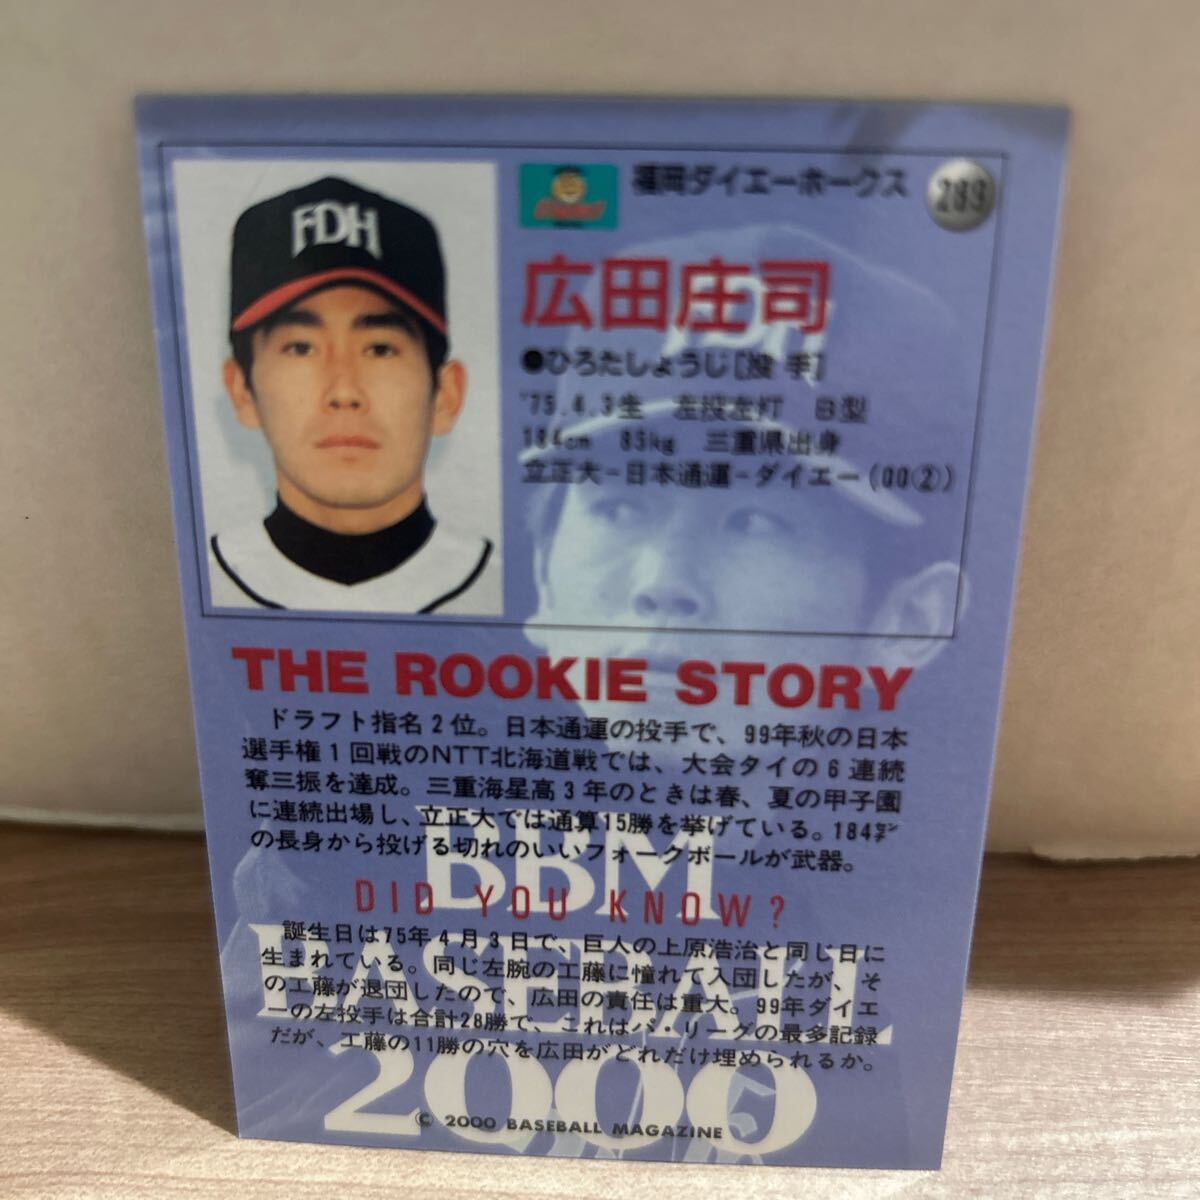 FDH
福岡ダイエーホークス
289
広田庄司
●ひろたしょうじ[投 手]
'75.4.3生 左投左打 B型
184cm 85kg 三重県出身
立正大-日本通運-ダイエー(00②)
THE ROOKIE STORY
ドラフト指名2位。日本通運の投手で、99年秋の日本
選手権1回戦のNTT北海道戦では、大会タイの6連続
奪三振を達成。三重海星高3年のときは春、夏の甲子園
に連続出場し、立正大では通算15勝を挙げている。184㌢
の長身から投げる切れのいいフォークボールが武器。
DID YOU KNOW?
誕生日は75年4月3日で、巨人の上原浩治と同じ日に
生まれている。同じ左腕の工藤に憧れて入団したが、そ
の工藤が退団したので、広田の責任は重大。99年ダイエ
ーの左投手は合計28勝で、これはパ・リーグの最多記録
だが、工藤の11勝の穴を広田がどれだけ埋められるか。
BBM
BASEBALL
2000
© 2000 BASEBALL MAGAZINE